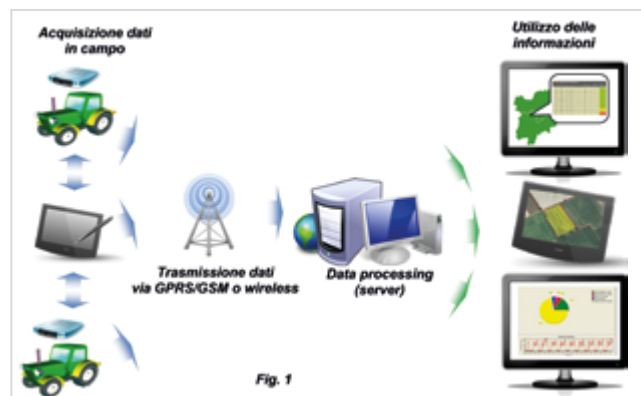 Acquisizione dati
in campo
Utilizzo delle
informazioni
Trasmissione dati
via GPRS/GSM o wireless
Data processing
(server)
Fig. 1